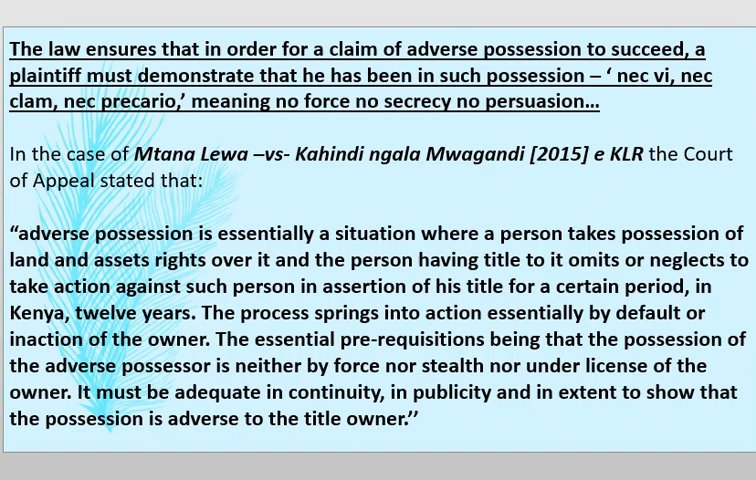 The law ensures that in order for a claim of adverse possession to succeed, a
plaintiff must demonstrate that he has been in such possession – ‘ nec vi, nec
clam, nec precario,’ meaning no force no secrecy no persuasion…
In the case of Mtana Lewa –vs- Kahindi ngala Mwagandi [2015] e KLR the Court
of Appeal stated that:
“adverse possession is essentially a situation where a person takes possession of
land and assets rights over it and the person having title to it omits or neglects to
take action against such person in assertion of his title for a certain period, in
Kenya, twelve years. The process springs into action essentially by default or
inaction of the owner. The essential pre-requisitions being that the possession of
the adverse possessor is neither by force nor stealth nor under license of the
owner. It must be adequate in continuity, in publicity and in extent to show that
the possession is adverse to the title owner.’’